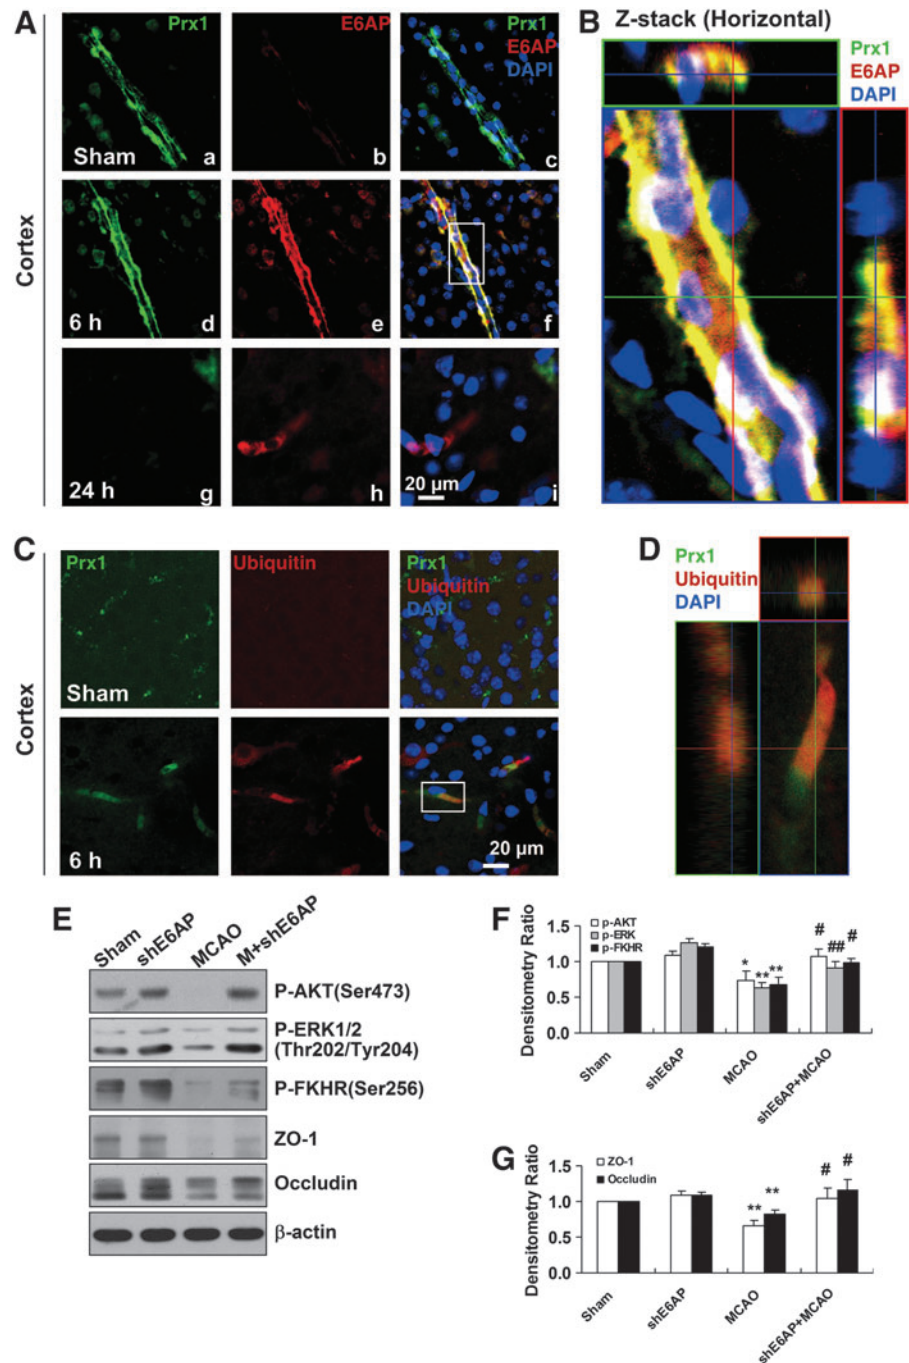 A
Prx1
E6AP
Prx1
E6AP
DAPI
Sham
a
b
c
Cortex
6 h
d
e
f
24 h
g
h
20 µm
i
B Z-stack (Horizontal)
Prx1
E6AP
DAPI
C
Prx1
Ubiquitin
Prx1
Ubiquitin
DAPI
Sham
Cortex
6 h
20 µm
D
Prx1
Ubiquitin
DAPI
E
Sham shE6AP MCAO M+shE6AP
P-AKT(Ser473)
P-ERK1/2
(Thr202/Tyr204)
P-FKHR(Ser256)
ZO-1
Occludin
β-actin
F
Densitometry Ratio
1.5
1.0
0.5
0.0
p-AKT
p-ERK
p-FKHR
* ** **
# ## #
Sham shE6AP MCAO shE6AP+MCAO
G
Densitometry Ratio
1.5
1.0
0.5
0.0
ZO-1
Occludin
** **
# #
Sham shE6AP MCAO shE6AP+MCAO